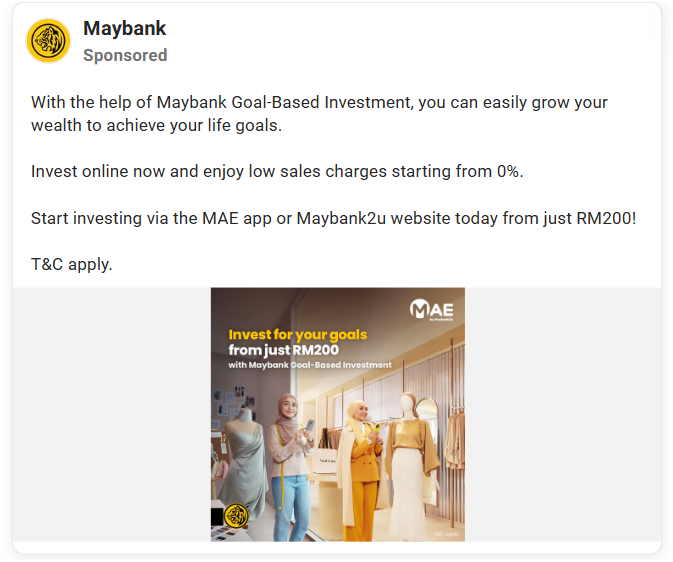 Maybank
Sponsored
With the help of Maybank Goal-Based Investment, you can easily grow your
wealth to achieve your life goals.
Invest online now and enjoy low sales charges starting from 0%.
Start investing via the MAE app or Maybank2u website today from just RM200!
T&C apply.
MAE
by Maybank2u
Invest for your goals
from just RM200
with Maybank Goal-Based Investment
T&C apply